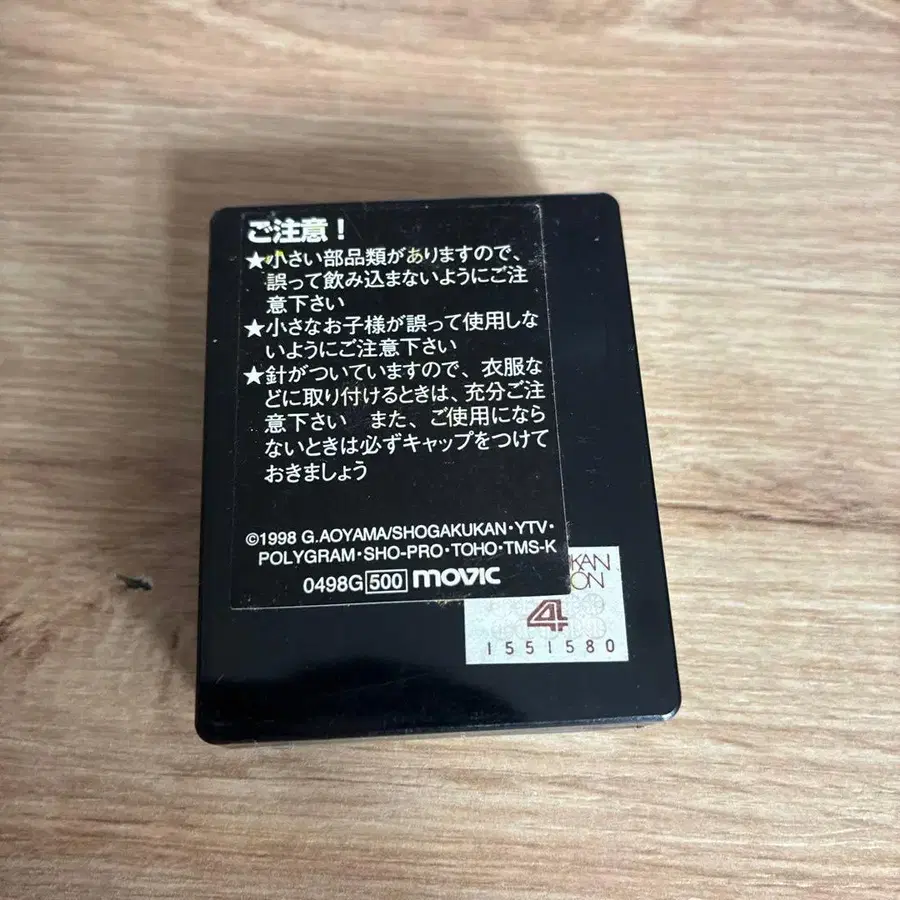 ご注意！
★小さい部品類がありますので、
誤って飲み込まないようにご注
意下さい
★小さなお子様が誤って使用しな
いようにご注意下さい
★針がついていますので、衣服な
どに取り付けるときは、充分ご注
意下さい　また、ご使用になら
ないときは必ずキャップをつけて
おきましょう
©1998 G.AOYAMA/SHOGAKUKAN・YTV・
POLYGRAM・SHO-PRO・TOHO・TMS-K
0498G 500 movic
4
1551580